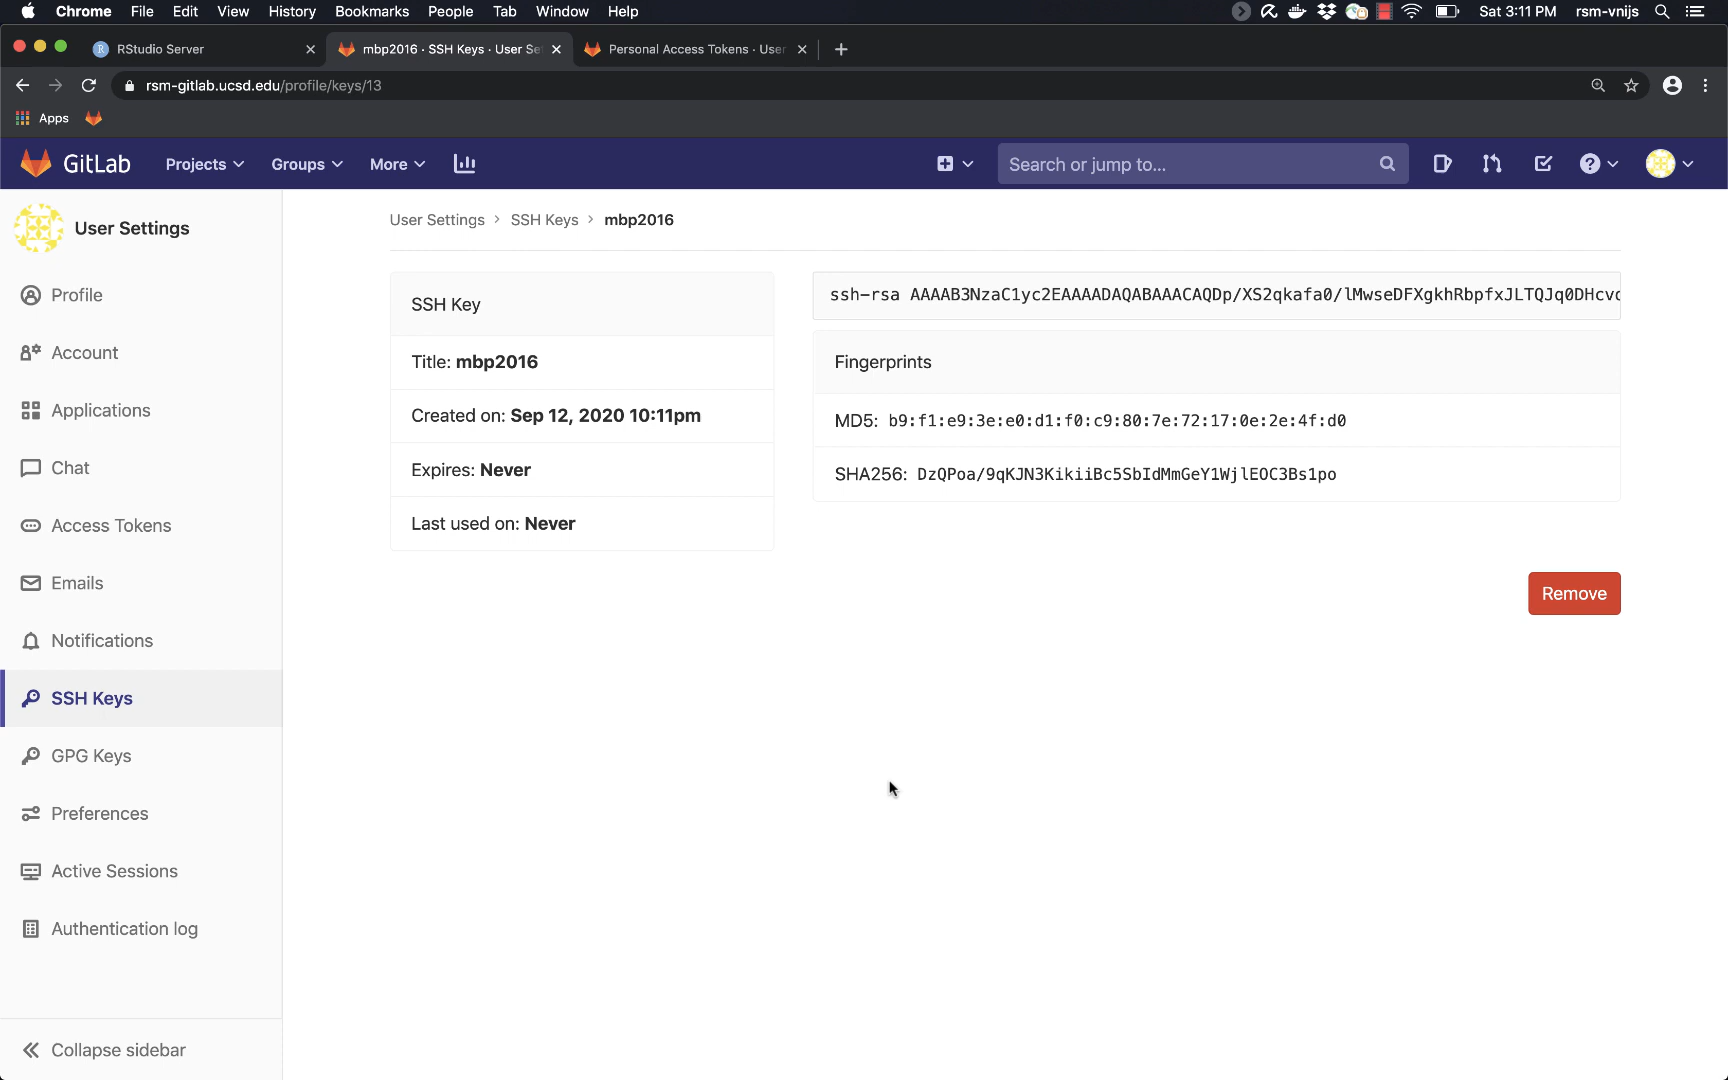 Chrome File Edit View History Bookmarks People Tab Window Help Sat 3:11 PM rsm-vnijs
RStudio Server mbp2016 · SSH Keys · User Se Personal Access Tokens · User
rsm-gitlab.ucsd.edu/profile/keys/13
Apps
GitLab Projects Groups More Search or jump to...
User Settings
Profile
Account
Applications
Chat
Access Tokens
Emails
Notifications
SSH Keys
GPG Keys
Preferences
Active Sessions
Authentication log
Collapse sidebar
User Settings > SSH Keys > mbp2016
SSH Key
Title: mbp2016
Created on: Sep 12, 2020 10:11pm
Expires: Never
Last used on: Never
ssh-rsa AAAAB3NzaC1yc2EAAAADAQABAAACAQDp/XS2qkafa0/lMwseDFXgkhRbpfxJLTQJq0DHcvc
Fingerprints
MD5: b9:f1:e9:3e:e0:d1:f0:c9:80:7e:72:17:0e:2e:4f:d0
SHA256: DzQPoa/9qKJN3KikiiBc5SbIdMmGeY1WjlEOC3Bs1po
Remove